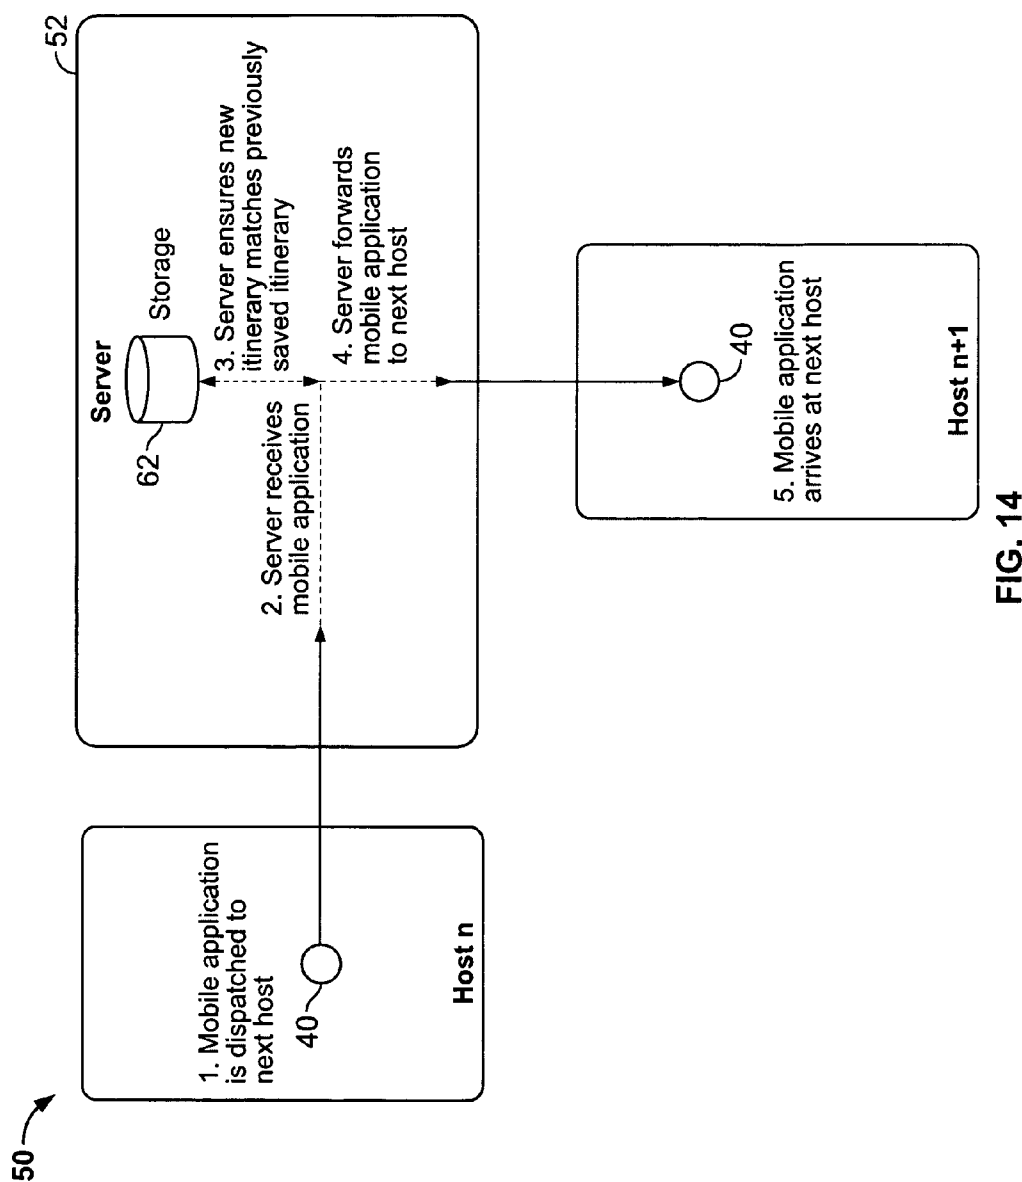 50
52
Server
62
Storage
1. Mobile application
is dispatched to
next host
40
Host n
2. Server receives
mobile application
3. Server ensures new
itinerary matches previously
saved itinerary
4. Server forwards
mobile application
to next host
40
5. Mobile application
arrives at next host
Host n+1
FIG. 14